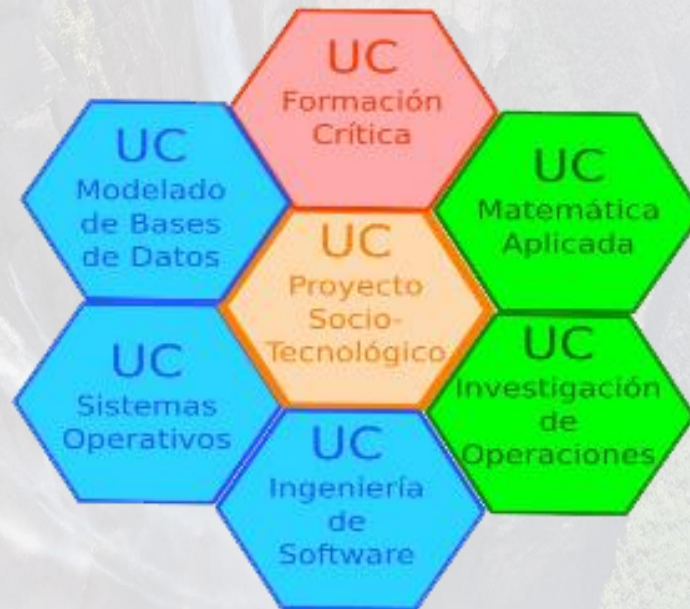 UC
Formación
Crítica
UC
Modelado
de Bases
de Datos
UC
Matemática
Aplicada
UC
Proyecto
Socio-
Tecnológico
UC
Sistemas
Operativos
UC
Investigación
de
Operaciones
UC
Ingeniería
de
Software